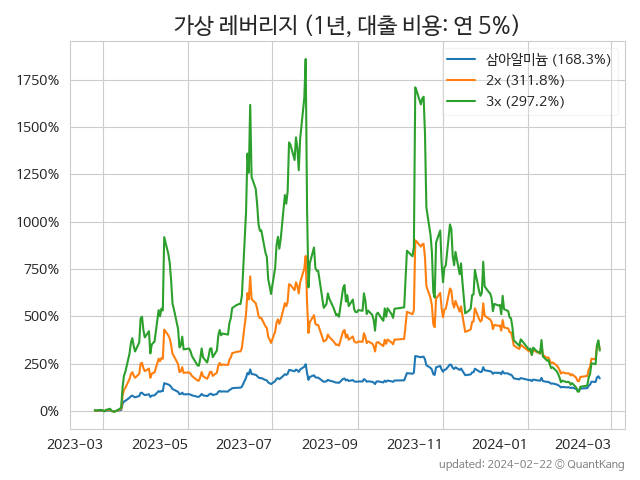 가상 레버리지 (1년, 대출 비용: 연 5%)
삼아알미늄 (168.3%)
2x (311.8%)
3x (297.2%)
1750%
1500%
1250%
1000%
750%
500%
250%
0%
2023-03 2023-05 2023-07 2023-09 2023-11 2024-01 2024-03
updated: 2024-02-22 © QuantKang